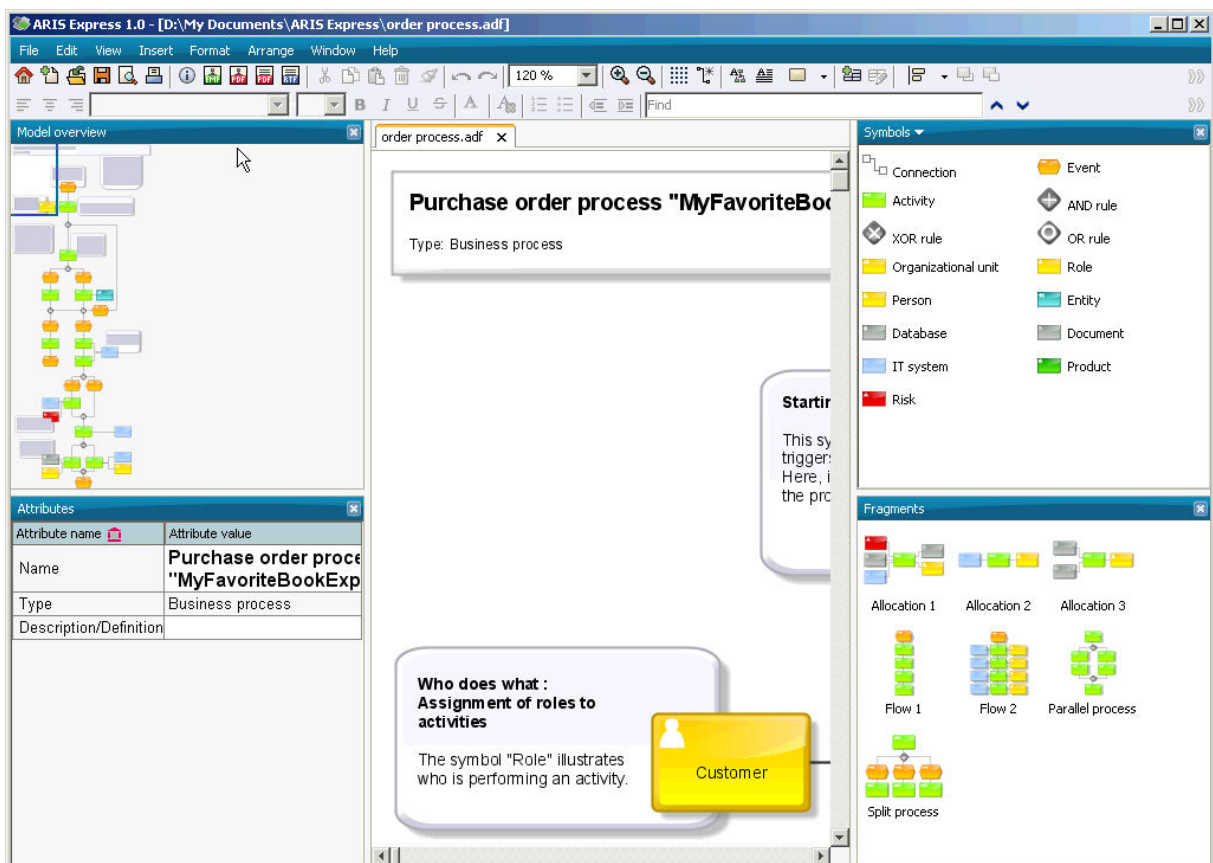 ARIS Express 1.0 - [D:\My Documents\ARIS Express\order process.adf]
File Edit View Insert Format Arrange Window Help
120 %
Find
Model overview
order process.adf
Purchase order process "MyFavoriteBoo
Type: Business process
Startin
This sy
triggers
Here, i
the pro
Who does what :
Assignment of roles to
activities
The symbol "Role" illustrates
who is performing an activity.
Customer
Symbols
Connection Event
Activity AND rule
XOR rule OR rule
Organizational unit Role
Person Entity
Database Document
IT system Product
Risk
Attributes
Attribute name Attribute value
Name Purchase order proce
"MyFavoriteBookExp
Type Business process
Description/Definition
Fragments
Allocation 1 Allocation 2 Allocation 3
Flow 1 Flow 2 Parallel process
Split process